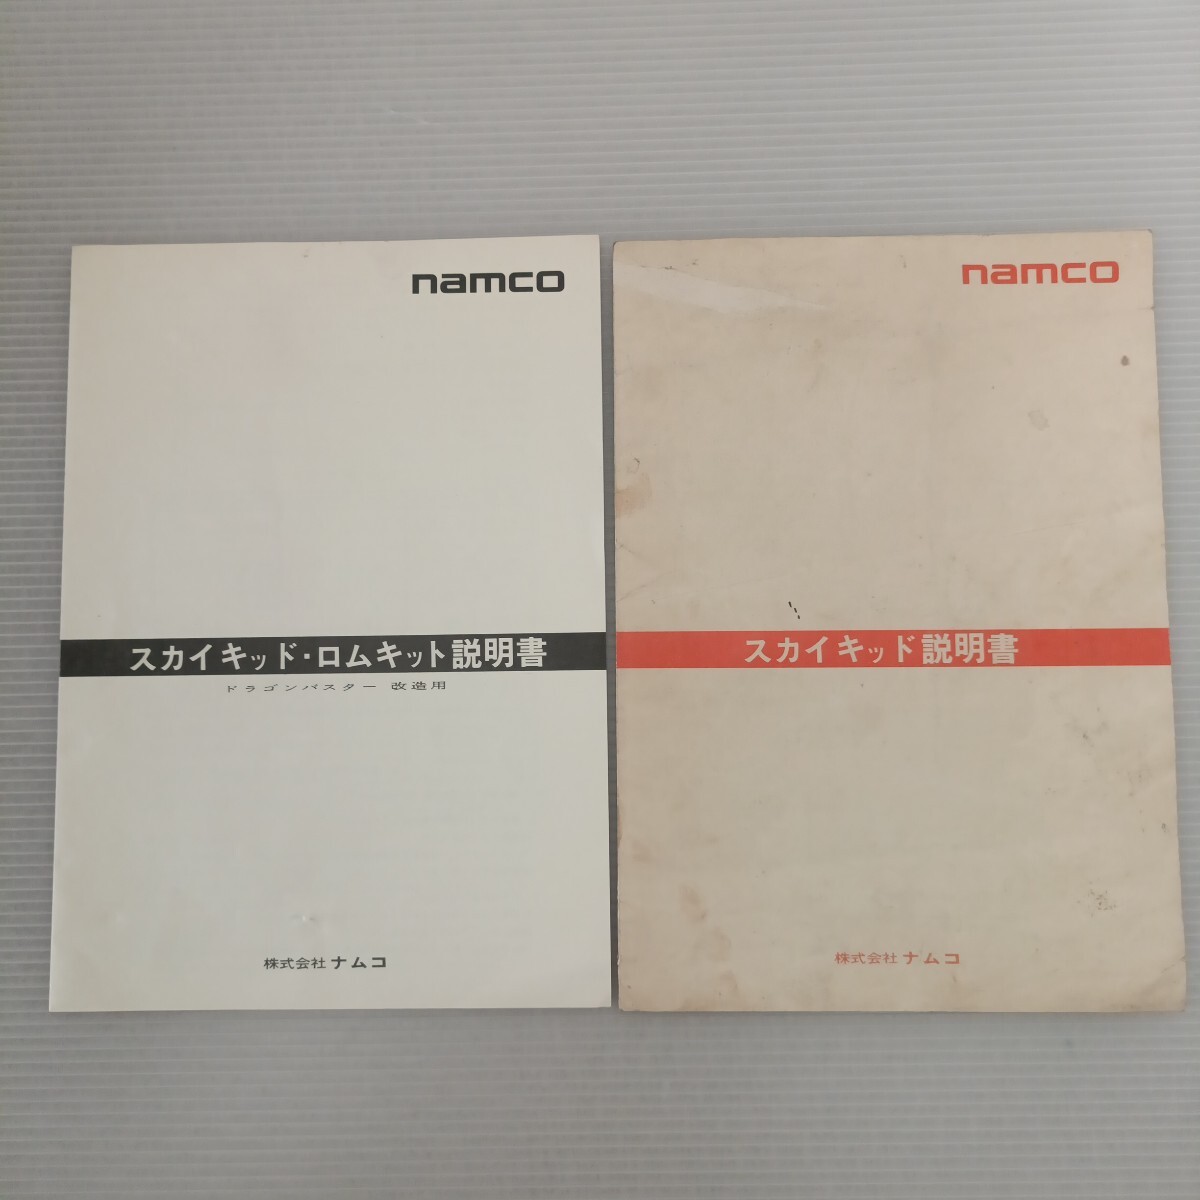 namco
スカイキッド・ロムキット説明書
ドラゴンバスター 改造用
株式会社 ナムコ
namco
スカイキッド説明書
株式会社 ナムコ